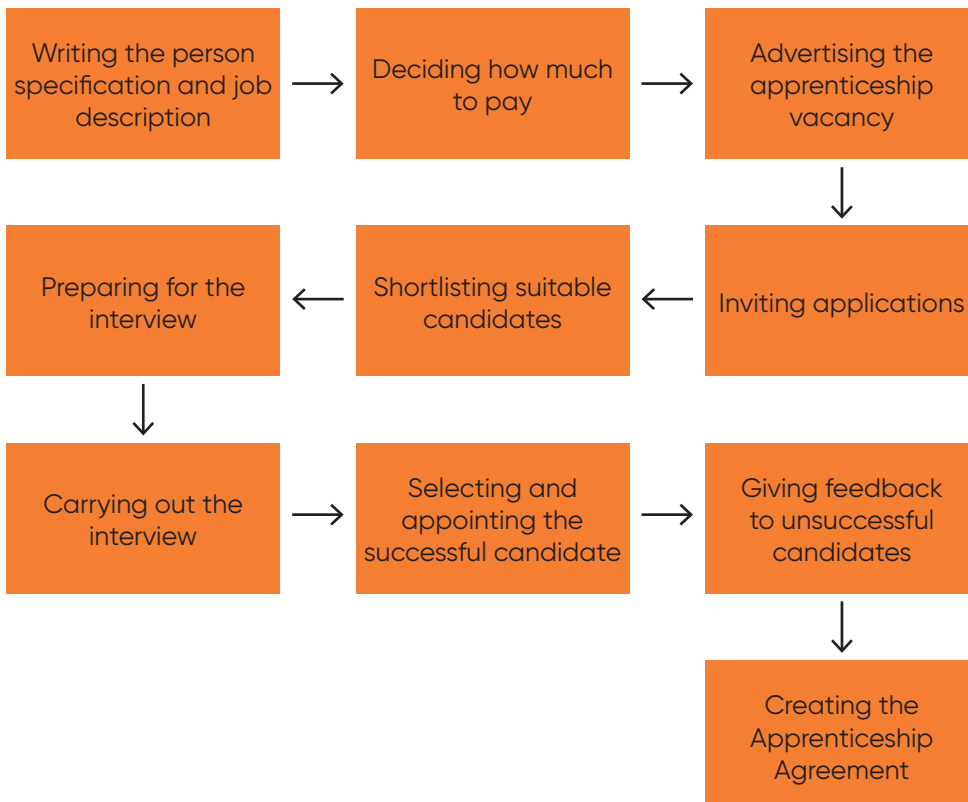 Writing the person
specification and job
description
Deciding how much
to pay
Advertising the
apprenticeship
vacancy
Inviting applications
Shortlisting suitable
candidates
Preparing for the
interview
Carrying out the
interview
Selecting and
appointing the
successful candidate
Giving feedback
to unsuccessful
candidates
Creating the
Apprenticeship
Agreement